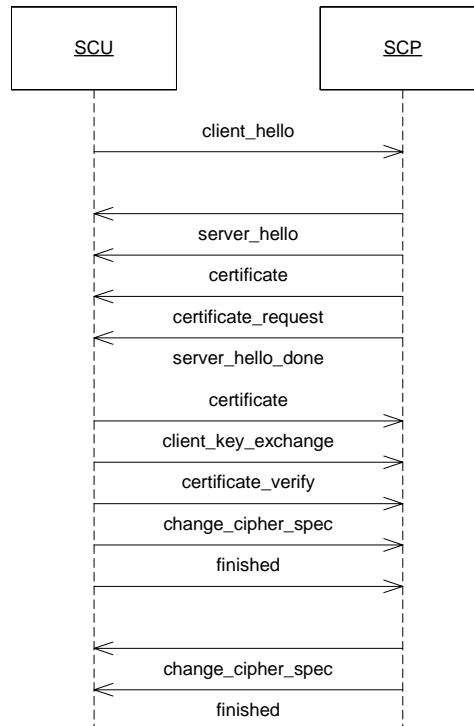 SCU
SCP
client_hello
server_hello
certificate
certificate_request
server_hello_done
certificate
client_key_exchange
certificate_verify
change_cipher_spec
finished
change_cipher_spec
finished